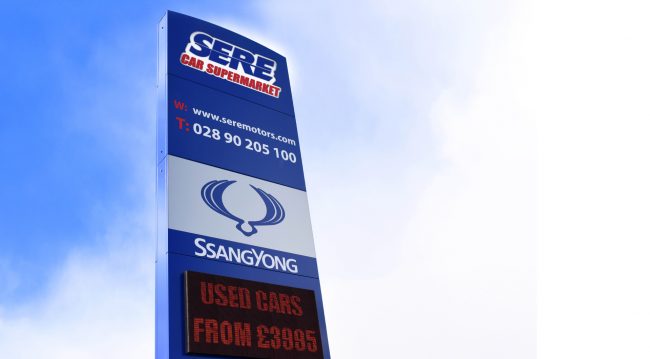 SERE
CAR SUPERMARKET
W: www.seremotors.com
T: 028 90 205 100
SSANGYONG
USED CARS
FROM £3995